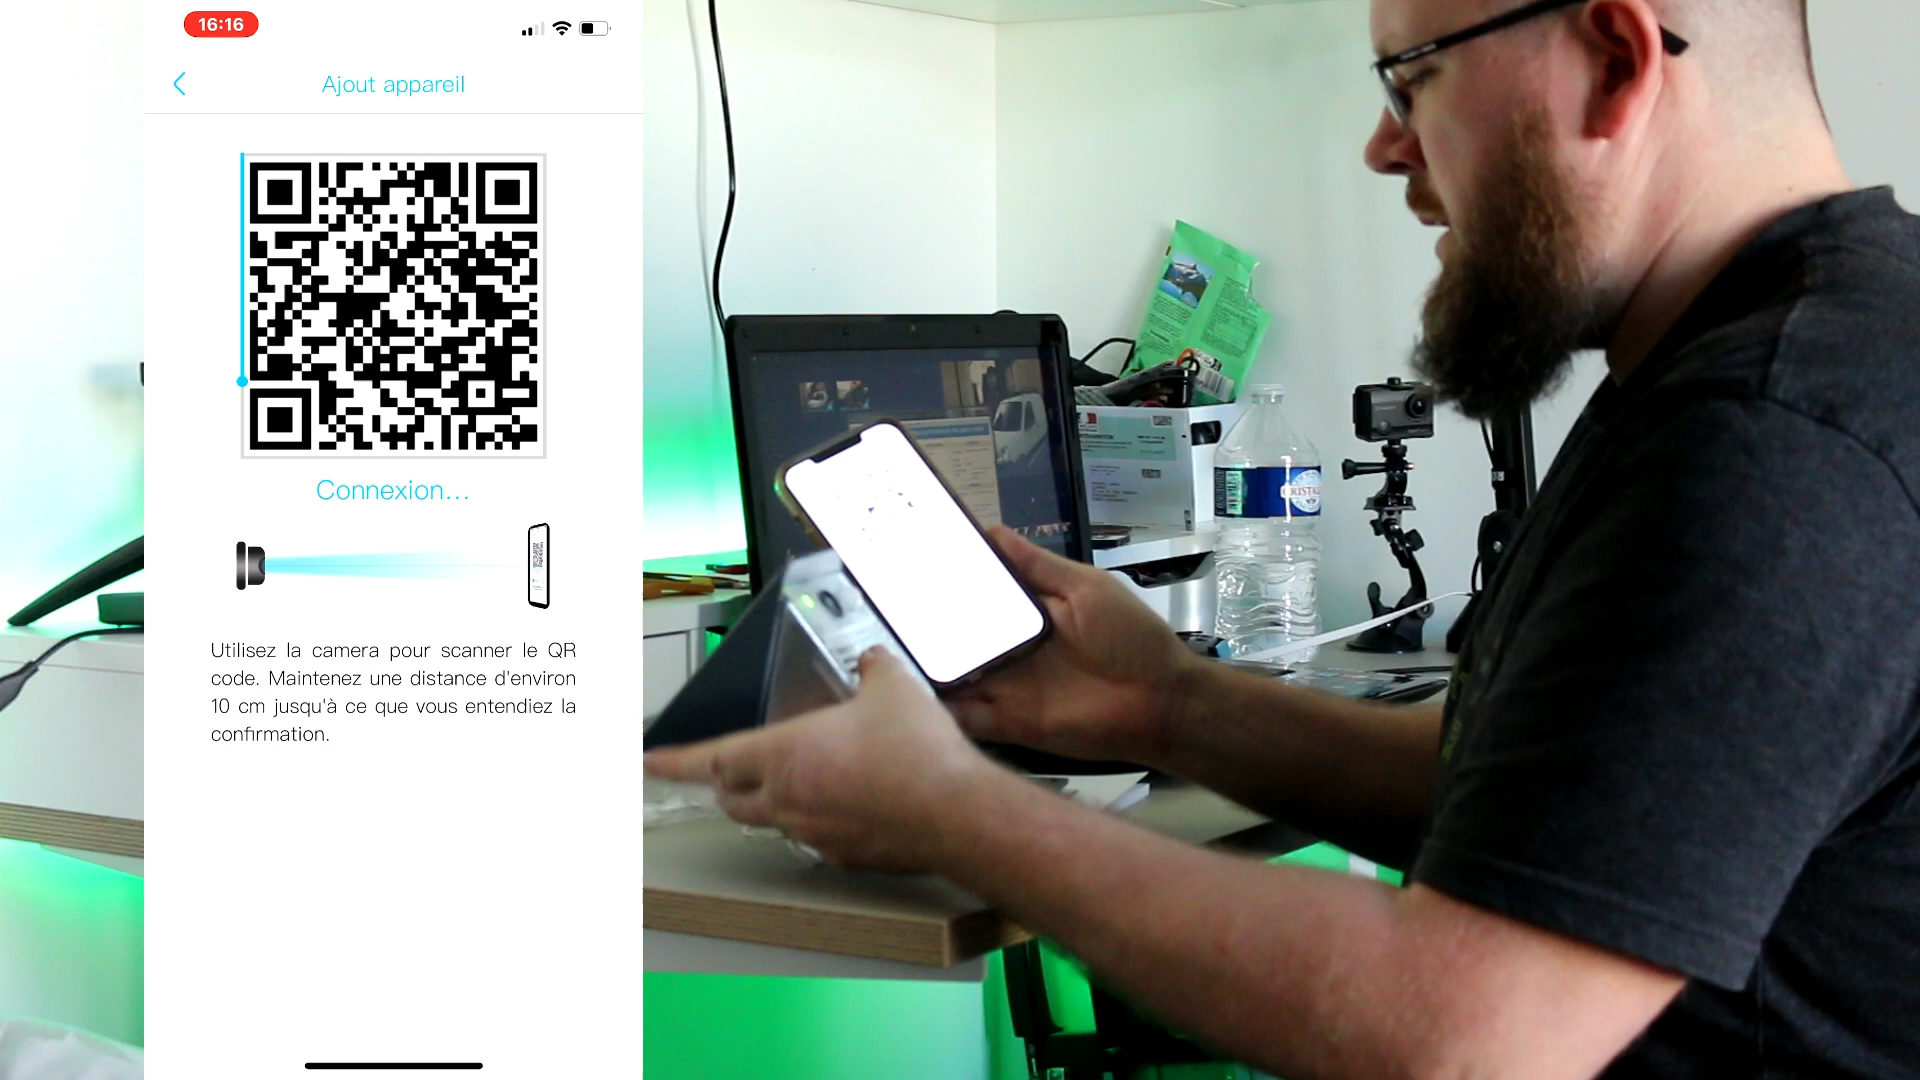 16:16
Ajout appareil
Connexion...
Utilisez la camera pour scanner le QR
code. Maintenez une distance d'environ
10 cm jusqu'à ce que vous entendiez la
confirmation.